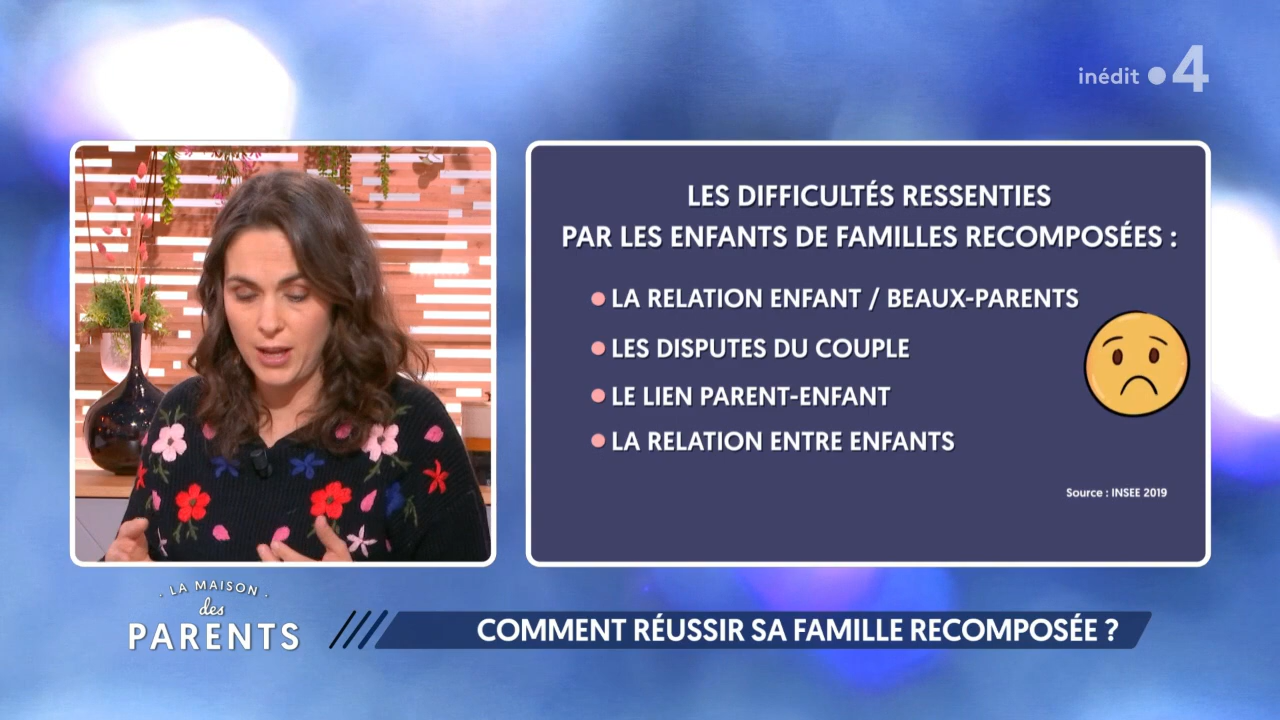 inédit 4
LES DIFFICULTÉS RESSENTIES
PAR LES ENFANTS DE FAMILLES RECOMPOSÉES :
LA RELATION ENFANT / BEAUX-PARENTS
LES DISPUTES DU COUPLE
LE LIEN PARENT-ENFANT
LA RELATION ENTRE ENFANTS
Source : INSEE 2019
· LA MAISON ·
des
PARENTS
COMMENT RÉUSSIR SA FAMILLE RECOMPOSÉE ?